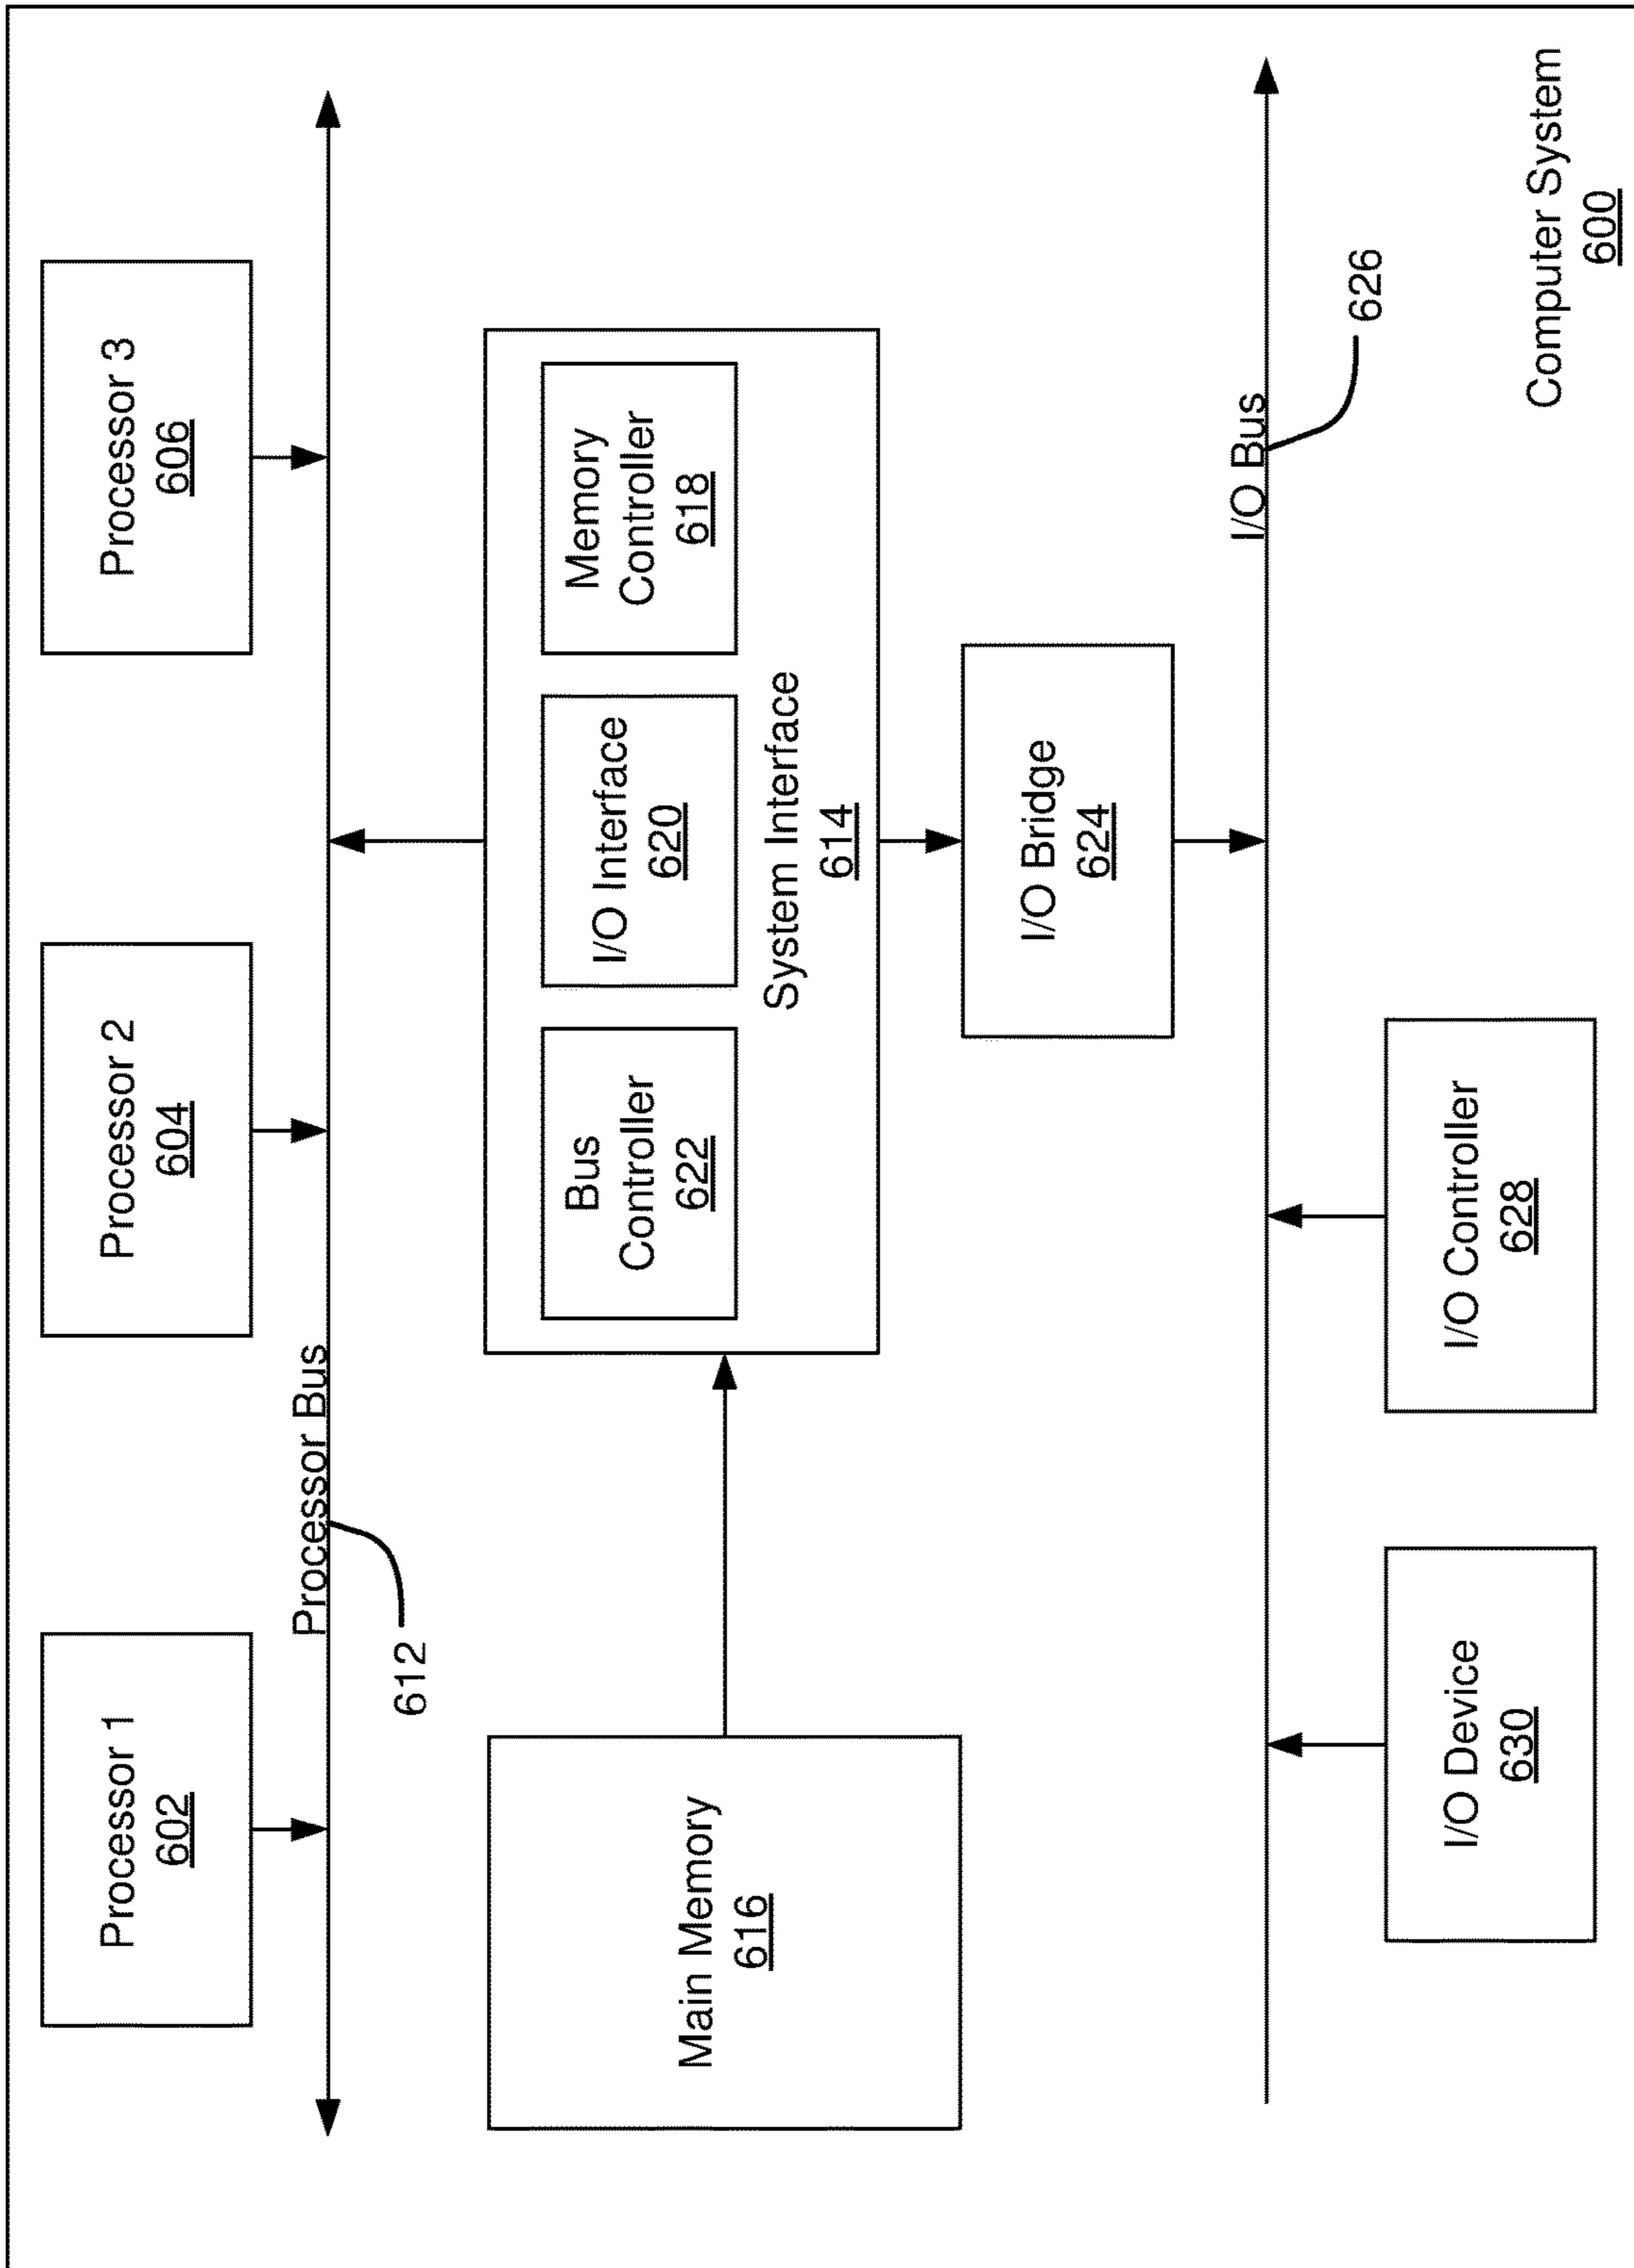 Processor 1
602
Processor 2
604
Processor 3
606
Processor Bus
612
Main Memory
616
Bus
Controller
622
I/O Interface
620
Memory
Controller
618
System Interface
614
I/O Bridge
624
I/O Bus
626
I/O Device
630
I/O Controller
628
Computer System
600